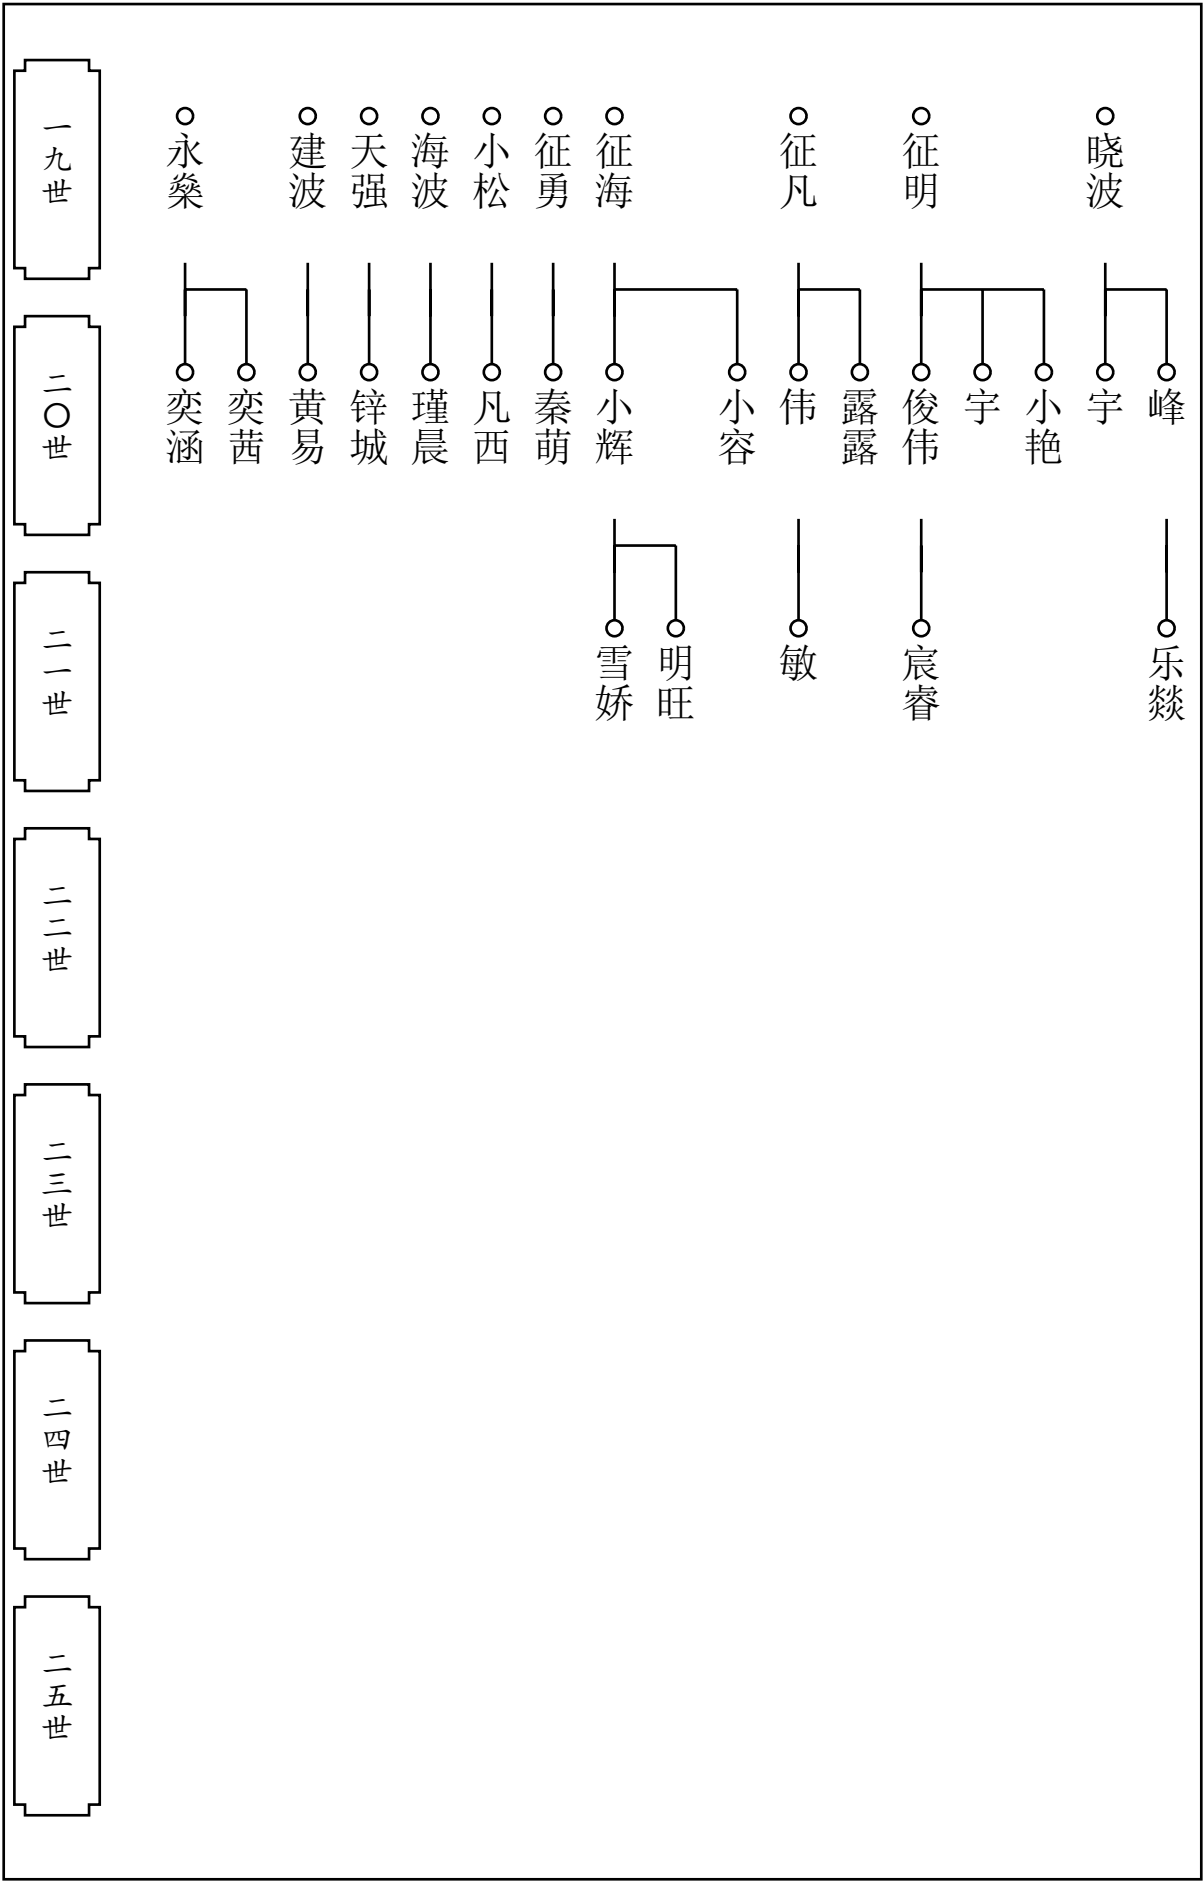 一九世
永燊
建波
天强
海波
小松
征勇
征海
征凡
征明
晓波
二〇世
奕涵
奕茜
黄易
锌城
瑾晨
凡西
秦萌
小辉
小容
伟
露露
俊伟
宇
小艳
宇
峰
二一世
雪娇
明旺
敏
宸睿
乐燚
二二世
二三世
二四世
二五世